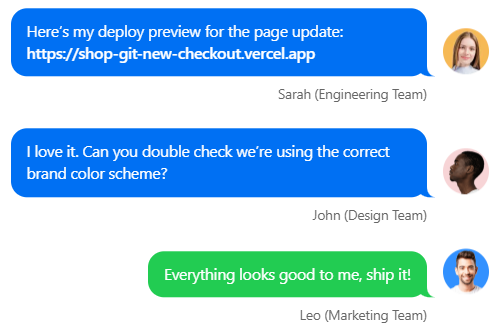 Here’s my deploy preview for the page update:
https://shop-git-new-checkout.vercel.app
Sarah (Engineering Team)
I love it. Can you double check we’re using the correct
brand color scheme?
John (Design Team)
Everything looks good to me, ship it!
Leo (Marketing Team)